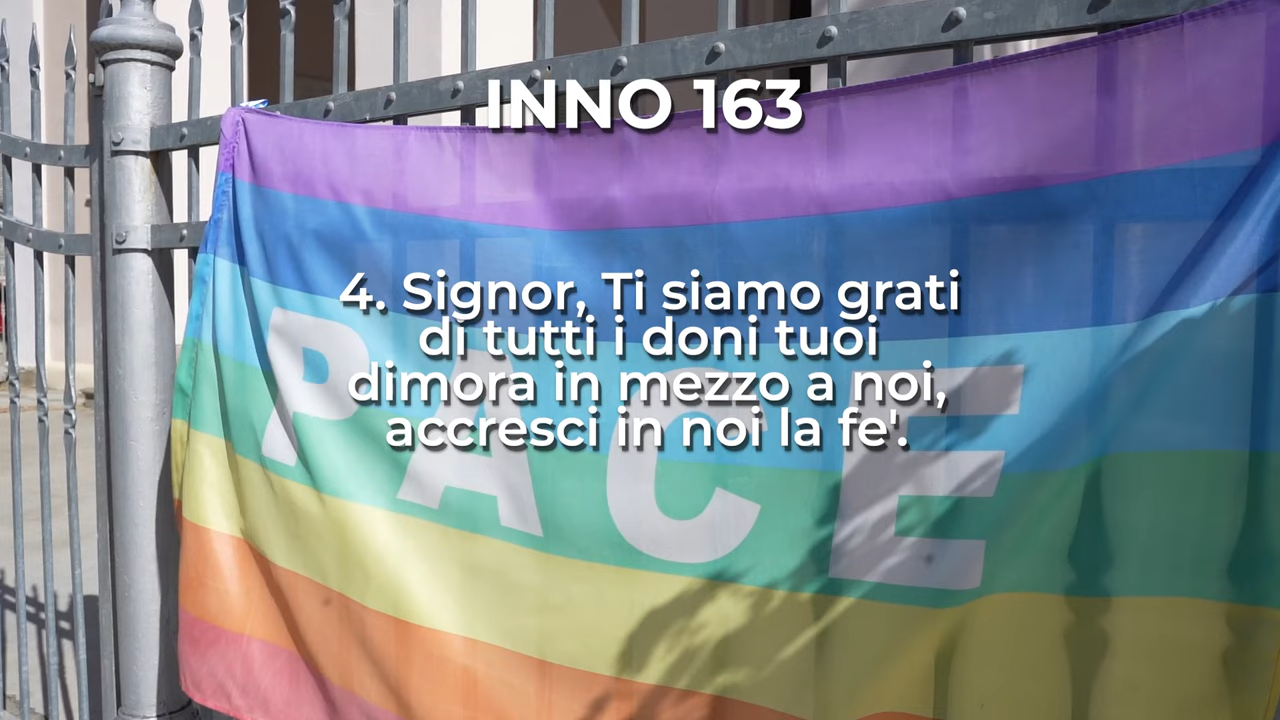 INNO 163
4. Signor, Ti siamo grati
di tutti i doni tuoi
dimora in mezzo a noi,
accresci in noi la fe'.
PACE